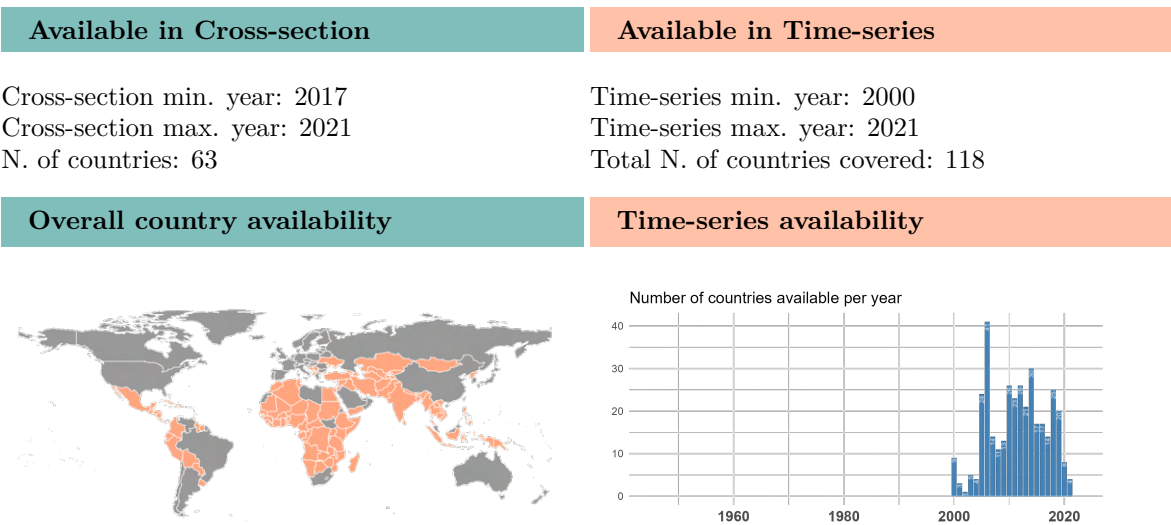 Available in Cross-section
Available in Time-series
Cross-section min. year: 2017
Cross-section max. year: 2021
N. of countries: 63
Time-series min. year: 2000
Time-series max. year: 2021
Total N. of countries covered: 118
Overall country availability
Time-series availability
Number of countries available per year
40
30
20
10
0
1960 1980 2000 2020